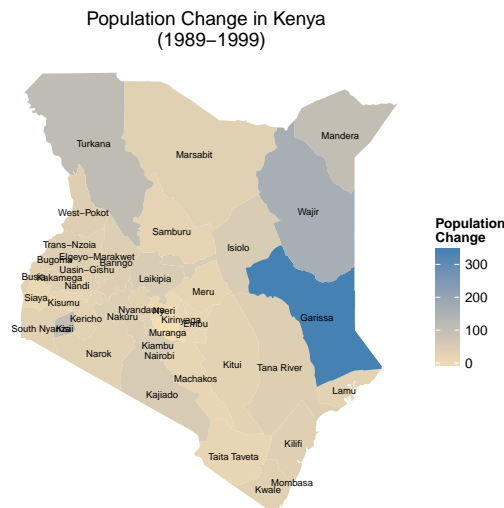 Population Change in Kenya
(1989–1999)
Turkana
Mandera
Marsabit
Wajir
West−Pokot
Samburu
Isiolo
Trans−Nzoia
Elgeyo−Marakwet
Bugoma
Baringo
Uasin−Gishu
Busia
Kakamega
Laikipia
Nandi
Meru
Siaya
Kisumu
Nyandarua
Nyeri
Kericho
Nakuru
Kirinyaga
Embu
Garissa
South Nyanza
Kisii
Muranga
Kiambu
Narok
Nairobi
Kitui
Tana River
Machakos
Lamu
Kajiado
Kilifi
Taita Taveta
Mombasa
Kwale
Population
Change
300
200
100
0